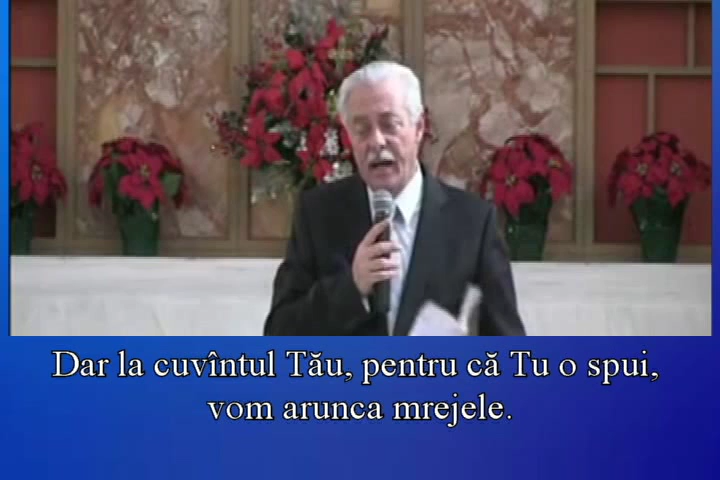 Dar la cuvîntul Tău, pentru că Tu o spui,
vom arunca mrejele.